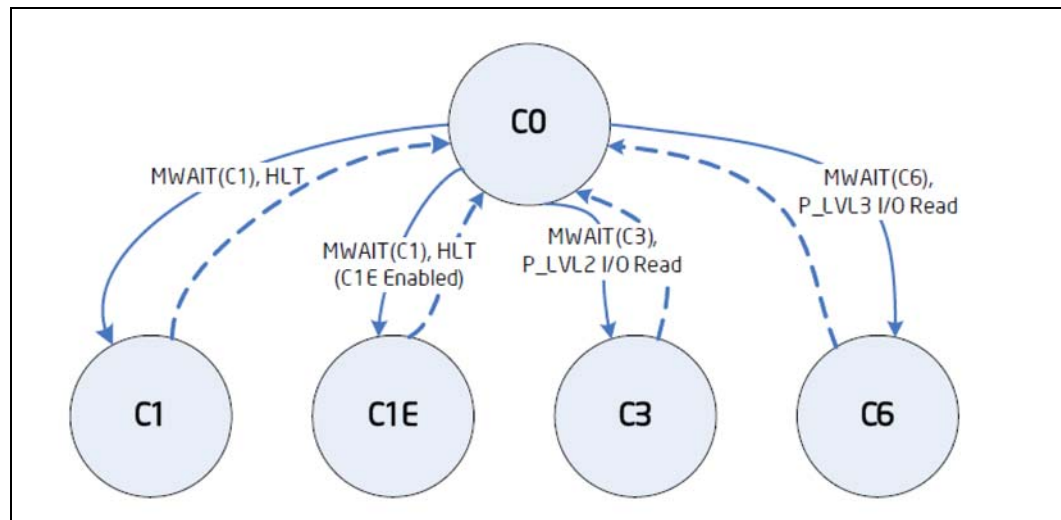 C0
MWAIT(C1), HLT
MWAIT(C1), HLT
(C1E Enabled)
MWAIT(C3),
P_LVL2 I/O Read
MWAIT(C6),
P_LVL3 I/O Read
C1
C1E
C3
C6